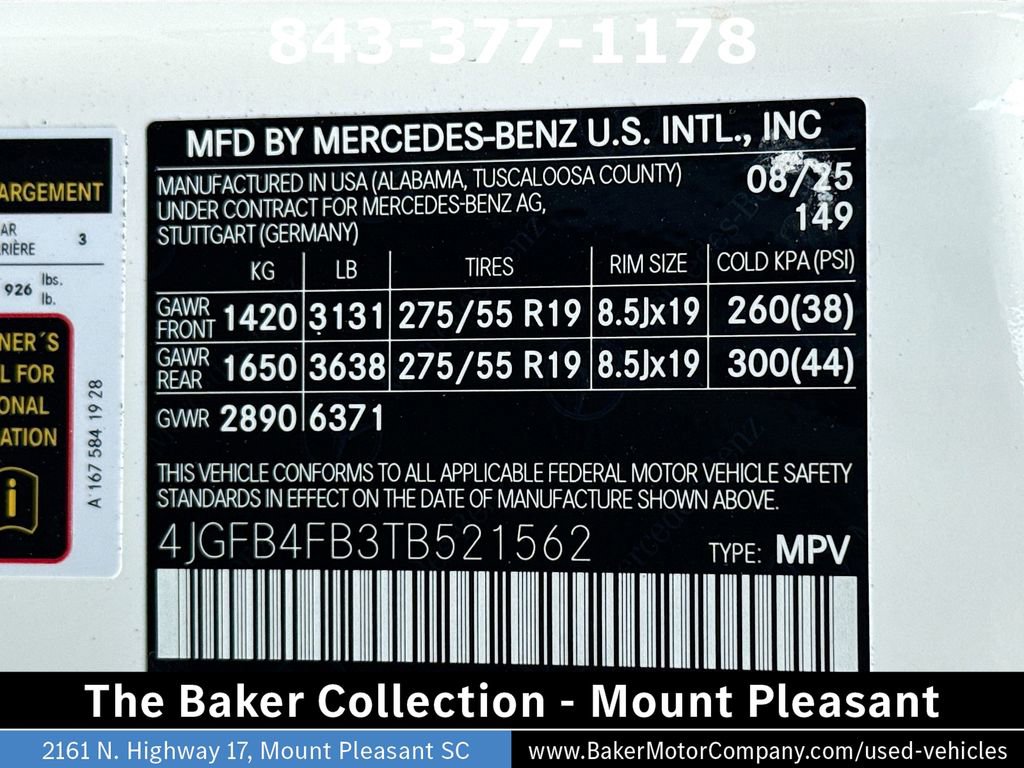 843-377-1178
MFD BY MERCEDES-BENZ U.S. INTL., INC
MANUFACTURED IN USA (ALABAMA, TUSCALOOSA COUNTY) 08/25
UNDER CONTRACT FOR MERCEDES-BENZ AG, 149
STUTTGART (GERMANY)
KG LB TIRES RIM SIZE COLD KPA (PSI)
GAWR FRONT 1420 3131 275/55 R19 8.5Jx19 260(38)
GAWR REAR 1650 3638 275/55 R19 8.5Jx19 300(44)
GVWR 2890 6371
THIS VEHICLE CONFORMS TO ALL APPLICABLE FEDERAL MOTOR VEHICLE SAFETY
STANDARDS IN EFFECT ON THE DATE OF MANUFACTURE SHOWN ABOVE.
4JGFB4FB3TB521562 TYPE: MPV
ARGEMENT
AR
RIÈRE 3
926 lbs.
lb.
NER´S
L FOR
ONAL
ATION
i
A 167 584 19 28
The Baker Collection - Mount Pleasant
2161 N. Highway 17, Mount Pleasant SC
www.BakerMotorCompany.com/used-vehicles